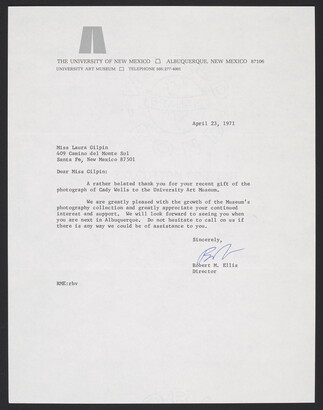 THE UNIVERSITY OF NEW MEXICO ALBUQUERQUE, NEW MEXICO 87106
UNIVERSITY ART MUSEUM TELEPHONE 505-277-4001
April 23, 1971
Miss Laura Gilpin
409 Camino del Monte Sol
Santa Fe, New Mexico 87501
Dear Miss Gilpin:
A rather belated thank you for your recent gift of the
photograph of Cady Wells to the University Art Museum.
We are greatly pleased with the growth of the Museum's
photography collection and greatly appreciate your continued
interest and support. We will look forward to seeing you when
you are next in Albuquerque. Do not hesitate to call on us if
there is any way we could be of assistance to you.
Sincerely,
Robert M. Ellis
Director
RME:rhv